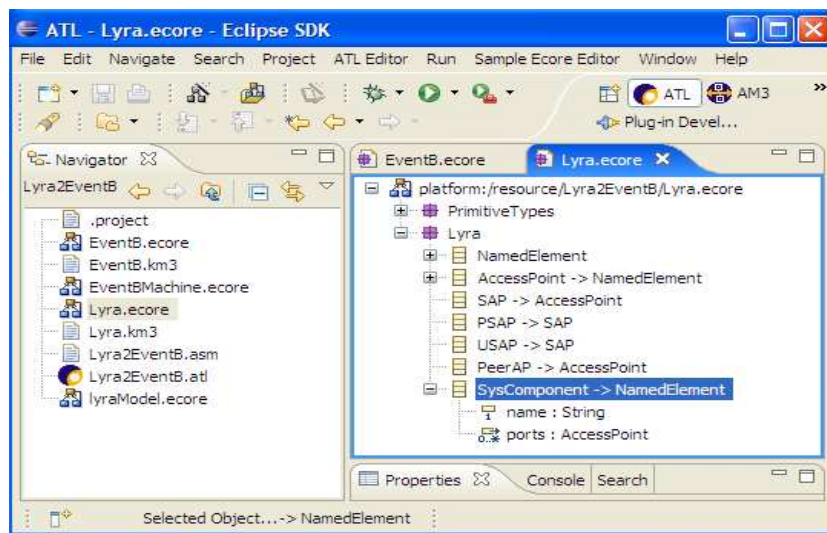 ATL - Lyra.ecore - Eclipse SDK
File Edit Navigate Search Project ATL Editor Run Sample Ecore Editor Window Help
ATL AM3 »
Plug-in Devel...
Navigator
Lyra2EventB
.project
EventB.ecore
EventB.km3
EventBMachine.ecore
Lyra.ecore
Lyra.km3
Lyra2EventB.asm
Lyra2EventB.atl
lyraModel.ecore
EventB.ecore Lyra.ecore
platform:/resource/Lyra2EventB/Lyra.ecore
PrimitiveTypes
Lyra
NamedElement
AccessPoint -> NamedElement
SAP -> AccessPoint
PSAP -> SAP
USAP -> SAP
PeerAP -> AccessPoint
SysComponent -> NamedElement
name : String
ports : AccessPoint
Properties Console Search
Selected Object...-> NamedElement